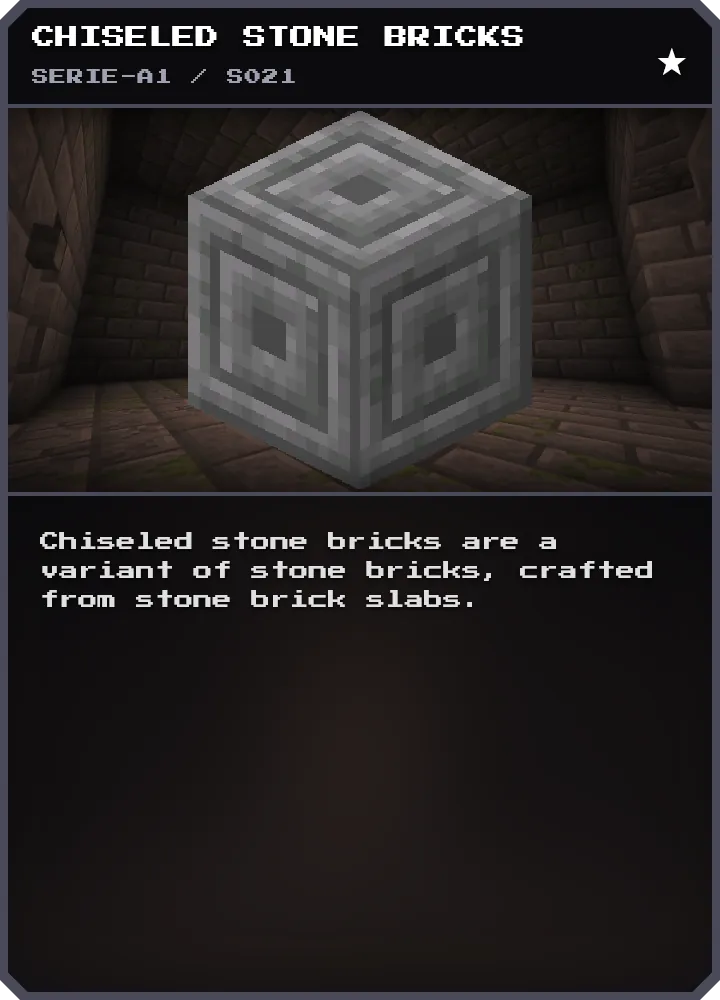 CHISELED STONE BRICKS
SERIE-A1 / S021
Chiseled stone bricks are a
variant of stone bricks, crafted
from stone brick slabs.